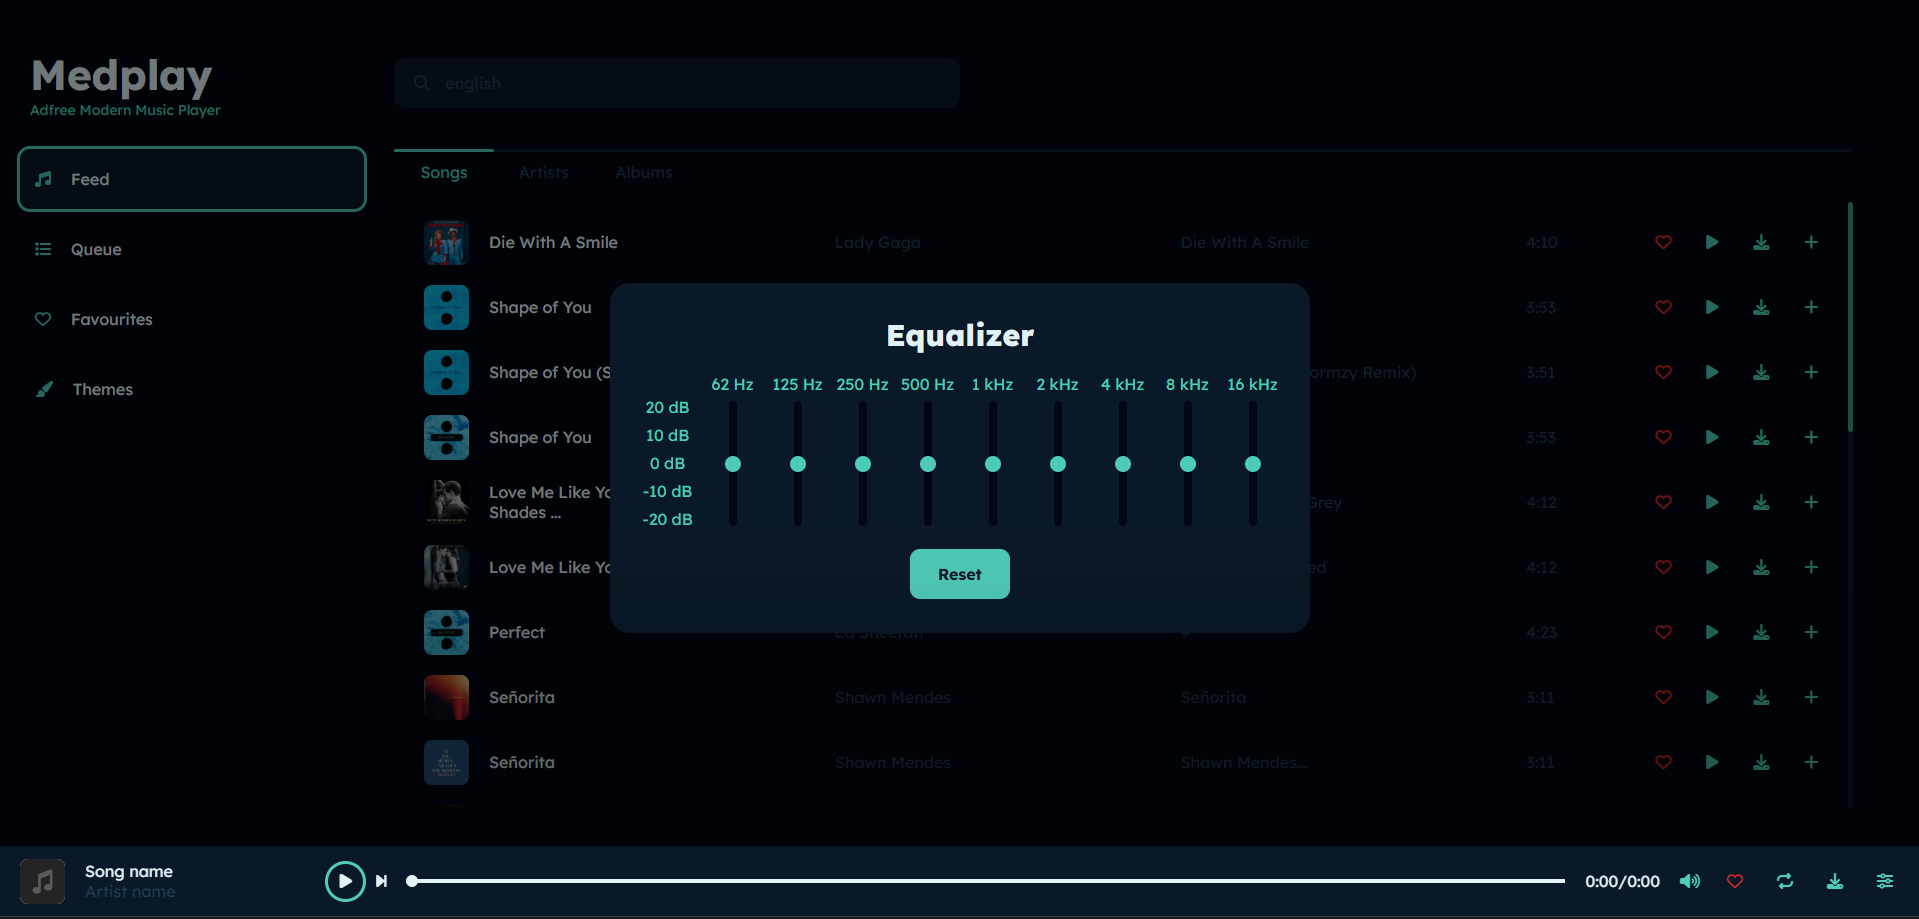 Medplay
Adfree Modern Music Player
english
Feed
Queue
Favourites
Themes
Songs Artists Albums
Die With A Smile Lady Gaga Die With A Smile 4:10
Shape of You 3:53
Shape of You (S ormzy Remix) 3:51
Shape of You 3:53
Love Me Like Yo Grey 4:12
Shades ...
Love Me Like Yo ed 4:12
Perfect Ed Sheeran 4:23
Señorita Shawn Mendes Señorita 3:11
Señorita Shawn Mendes Shawn Mendes... 3:11
Equalizer
62 Hz 125 Hz 250 Hz 500 Hz 1 kHz 2 kHz 4 kHz 8 kHz 16 kHz
20 dB
10 dB
0 dB
-10 dB
-20 dB
Reset
Song name
Artist name
0:00/0:00